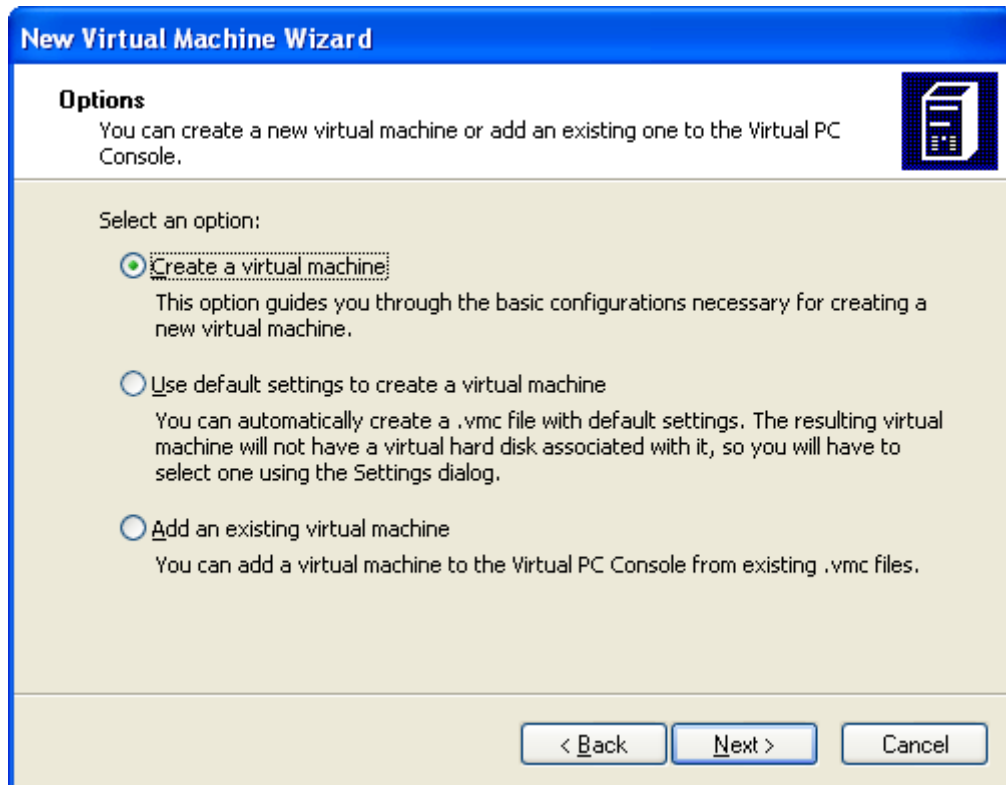 New Virtual Machine Wizard
Options
You can create a new virtual machine or add an existing one to the Virtual PC
Console.
Select an option:
Create a virtual machine
This option guides you through the basic configurations necessary for creating a
new virtual machine.
Use default settings to create a virtual machine
You can automatically create a .vmc file with default settings. The resulting virtual
machine will not have a virtual hard disk associated with it, so you will have to
select one using the Settings dialog.
Add an existing virtual machine
You can add a virtual machine to the Virtual PC Console from existing .vmc files.
< Back Next > Cancel